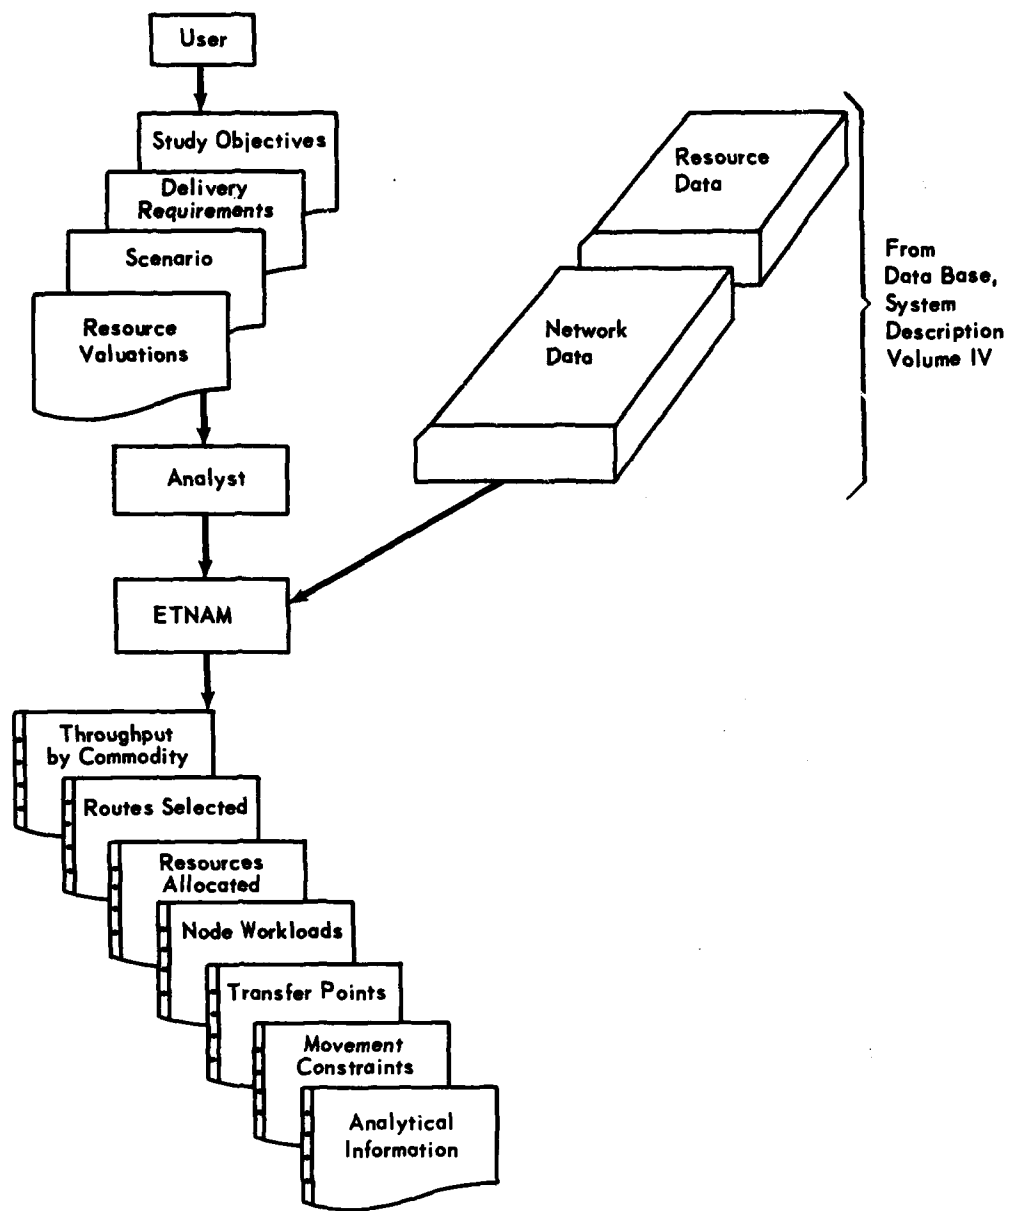 User
Study Objectives
Delivery
Requirements
Scenario
Resource
Valuations
Analyst
ETNAM
Resource
Data
Network
Data
From
Data Base,
System
Description
Volume IV
Throughput
by Commodity
Routes Selected
Resources
Allocated
Node Workloads
Transfer Points
Movement
Constraints
Analytical
Information